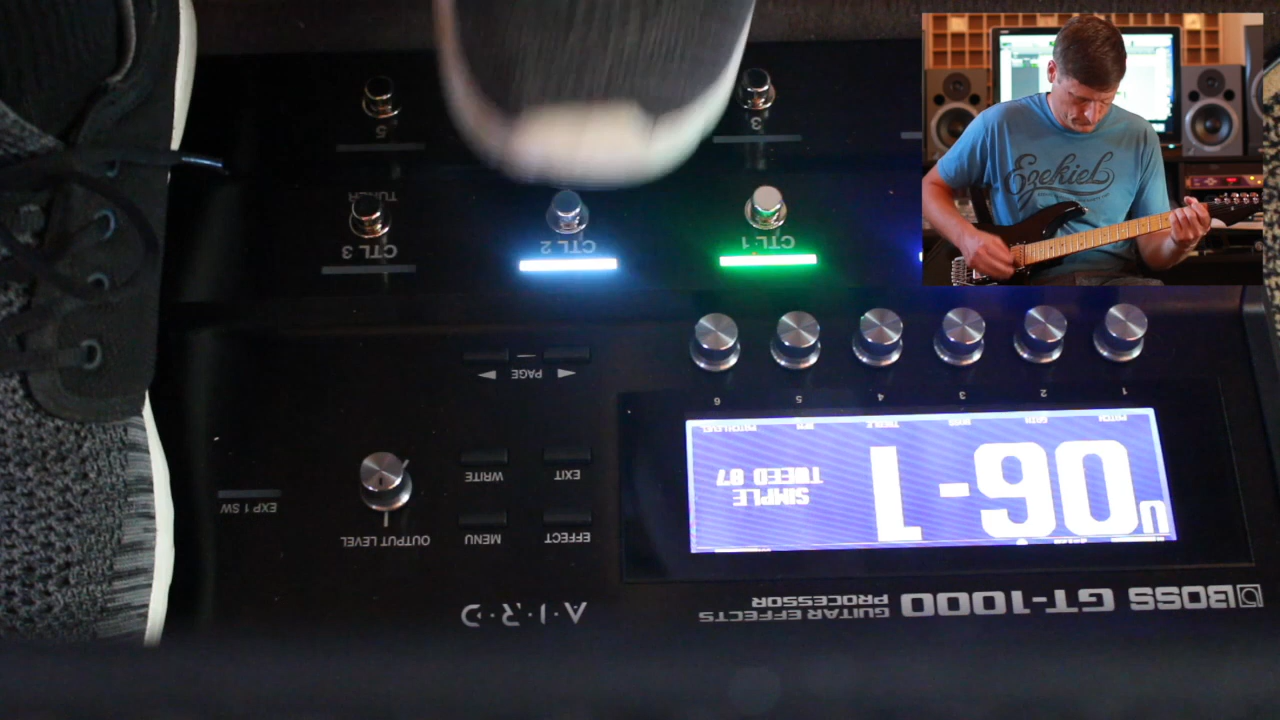 Ezekiel
5
3
TUNER
CTL 3
CTL 2
CTL 1
◀ PAGE ▶
6
5
4
3
2
1
WRITE
EXIT
MENU
EFFECT
EXP 1 SW
OUTPUT LEVEL
U06-1
SIMPLE
TWEED 07
A·I·R·D
BOSS GT-1000
GUITAR EFFECTS
PROCESSOR